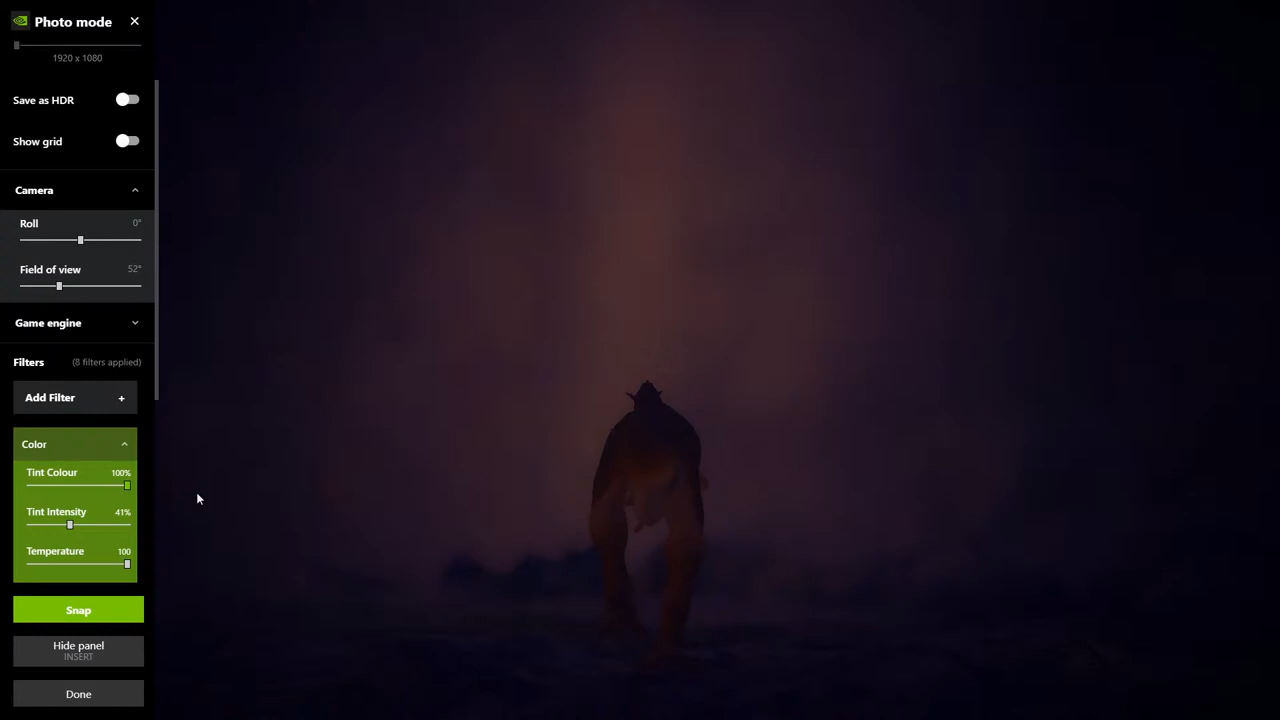 Photo mode
1920 x 1080
Save as HDR
Show grid
Camera
Roll 0°
Field of view 52°
Game engine
Filters (8 filters applied)
Add Filter +
Color
Tint Colour 100%
Tint Intensity 41%
Temperature 100
Snap
Hide panel
INSERT
Done